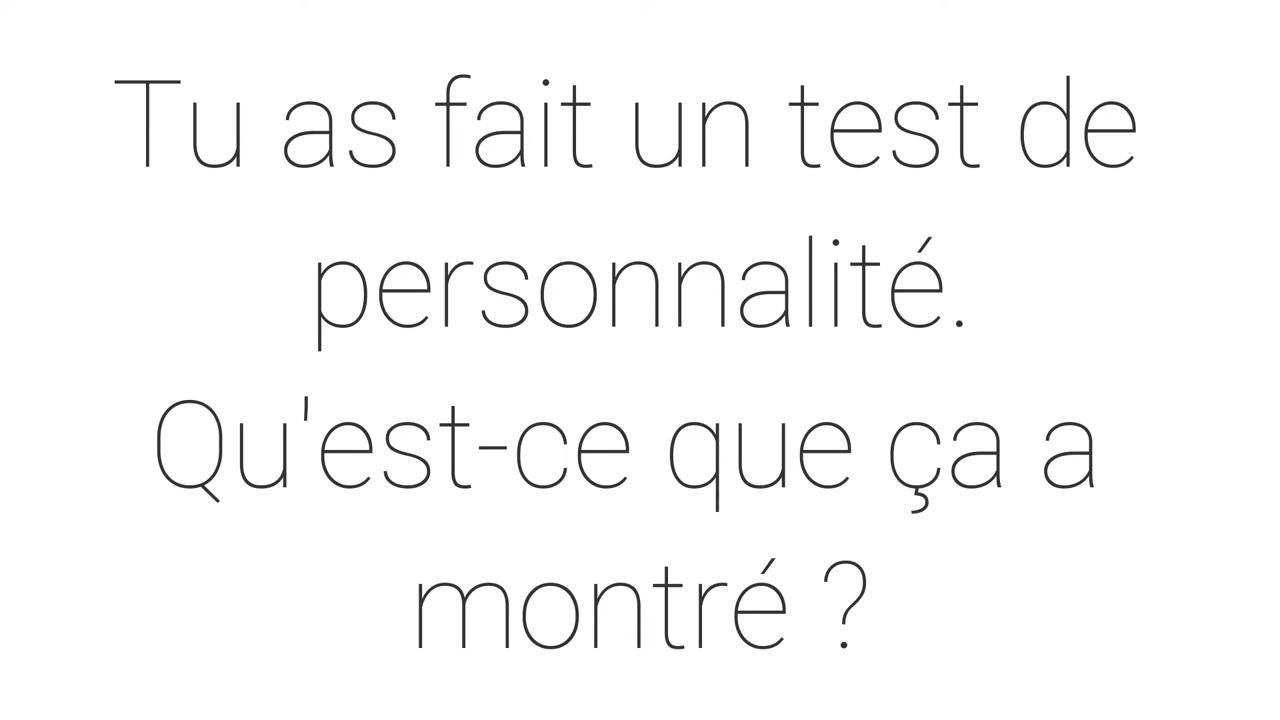 Tu as fait un test de
personnalité.
Qu'est-ce que ça a
montré ?